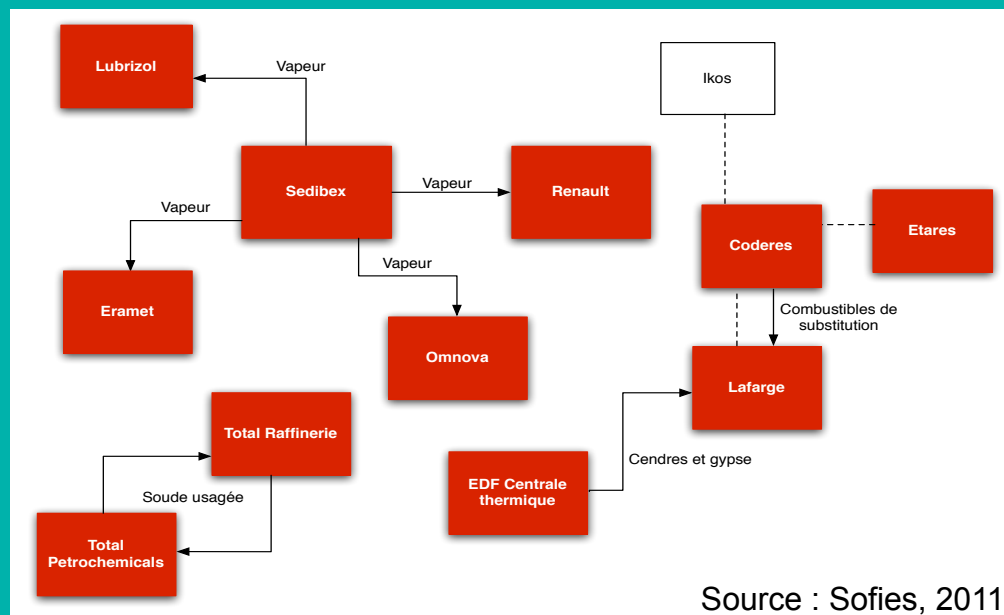 Lubrizol
Vapeur
Ikos
Sedibex
Vapeur
Renault
Vapeur
Coderes
Etares
Vapeur
Eramet
Combustibles de
substitution
Omnova
Lafarge
Total Raffinerie
Cendres et gypse
EDF Centrale
thermique
Soude usagée
Total
Petrochemicals
Source : Sofies, 2011